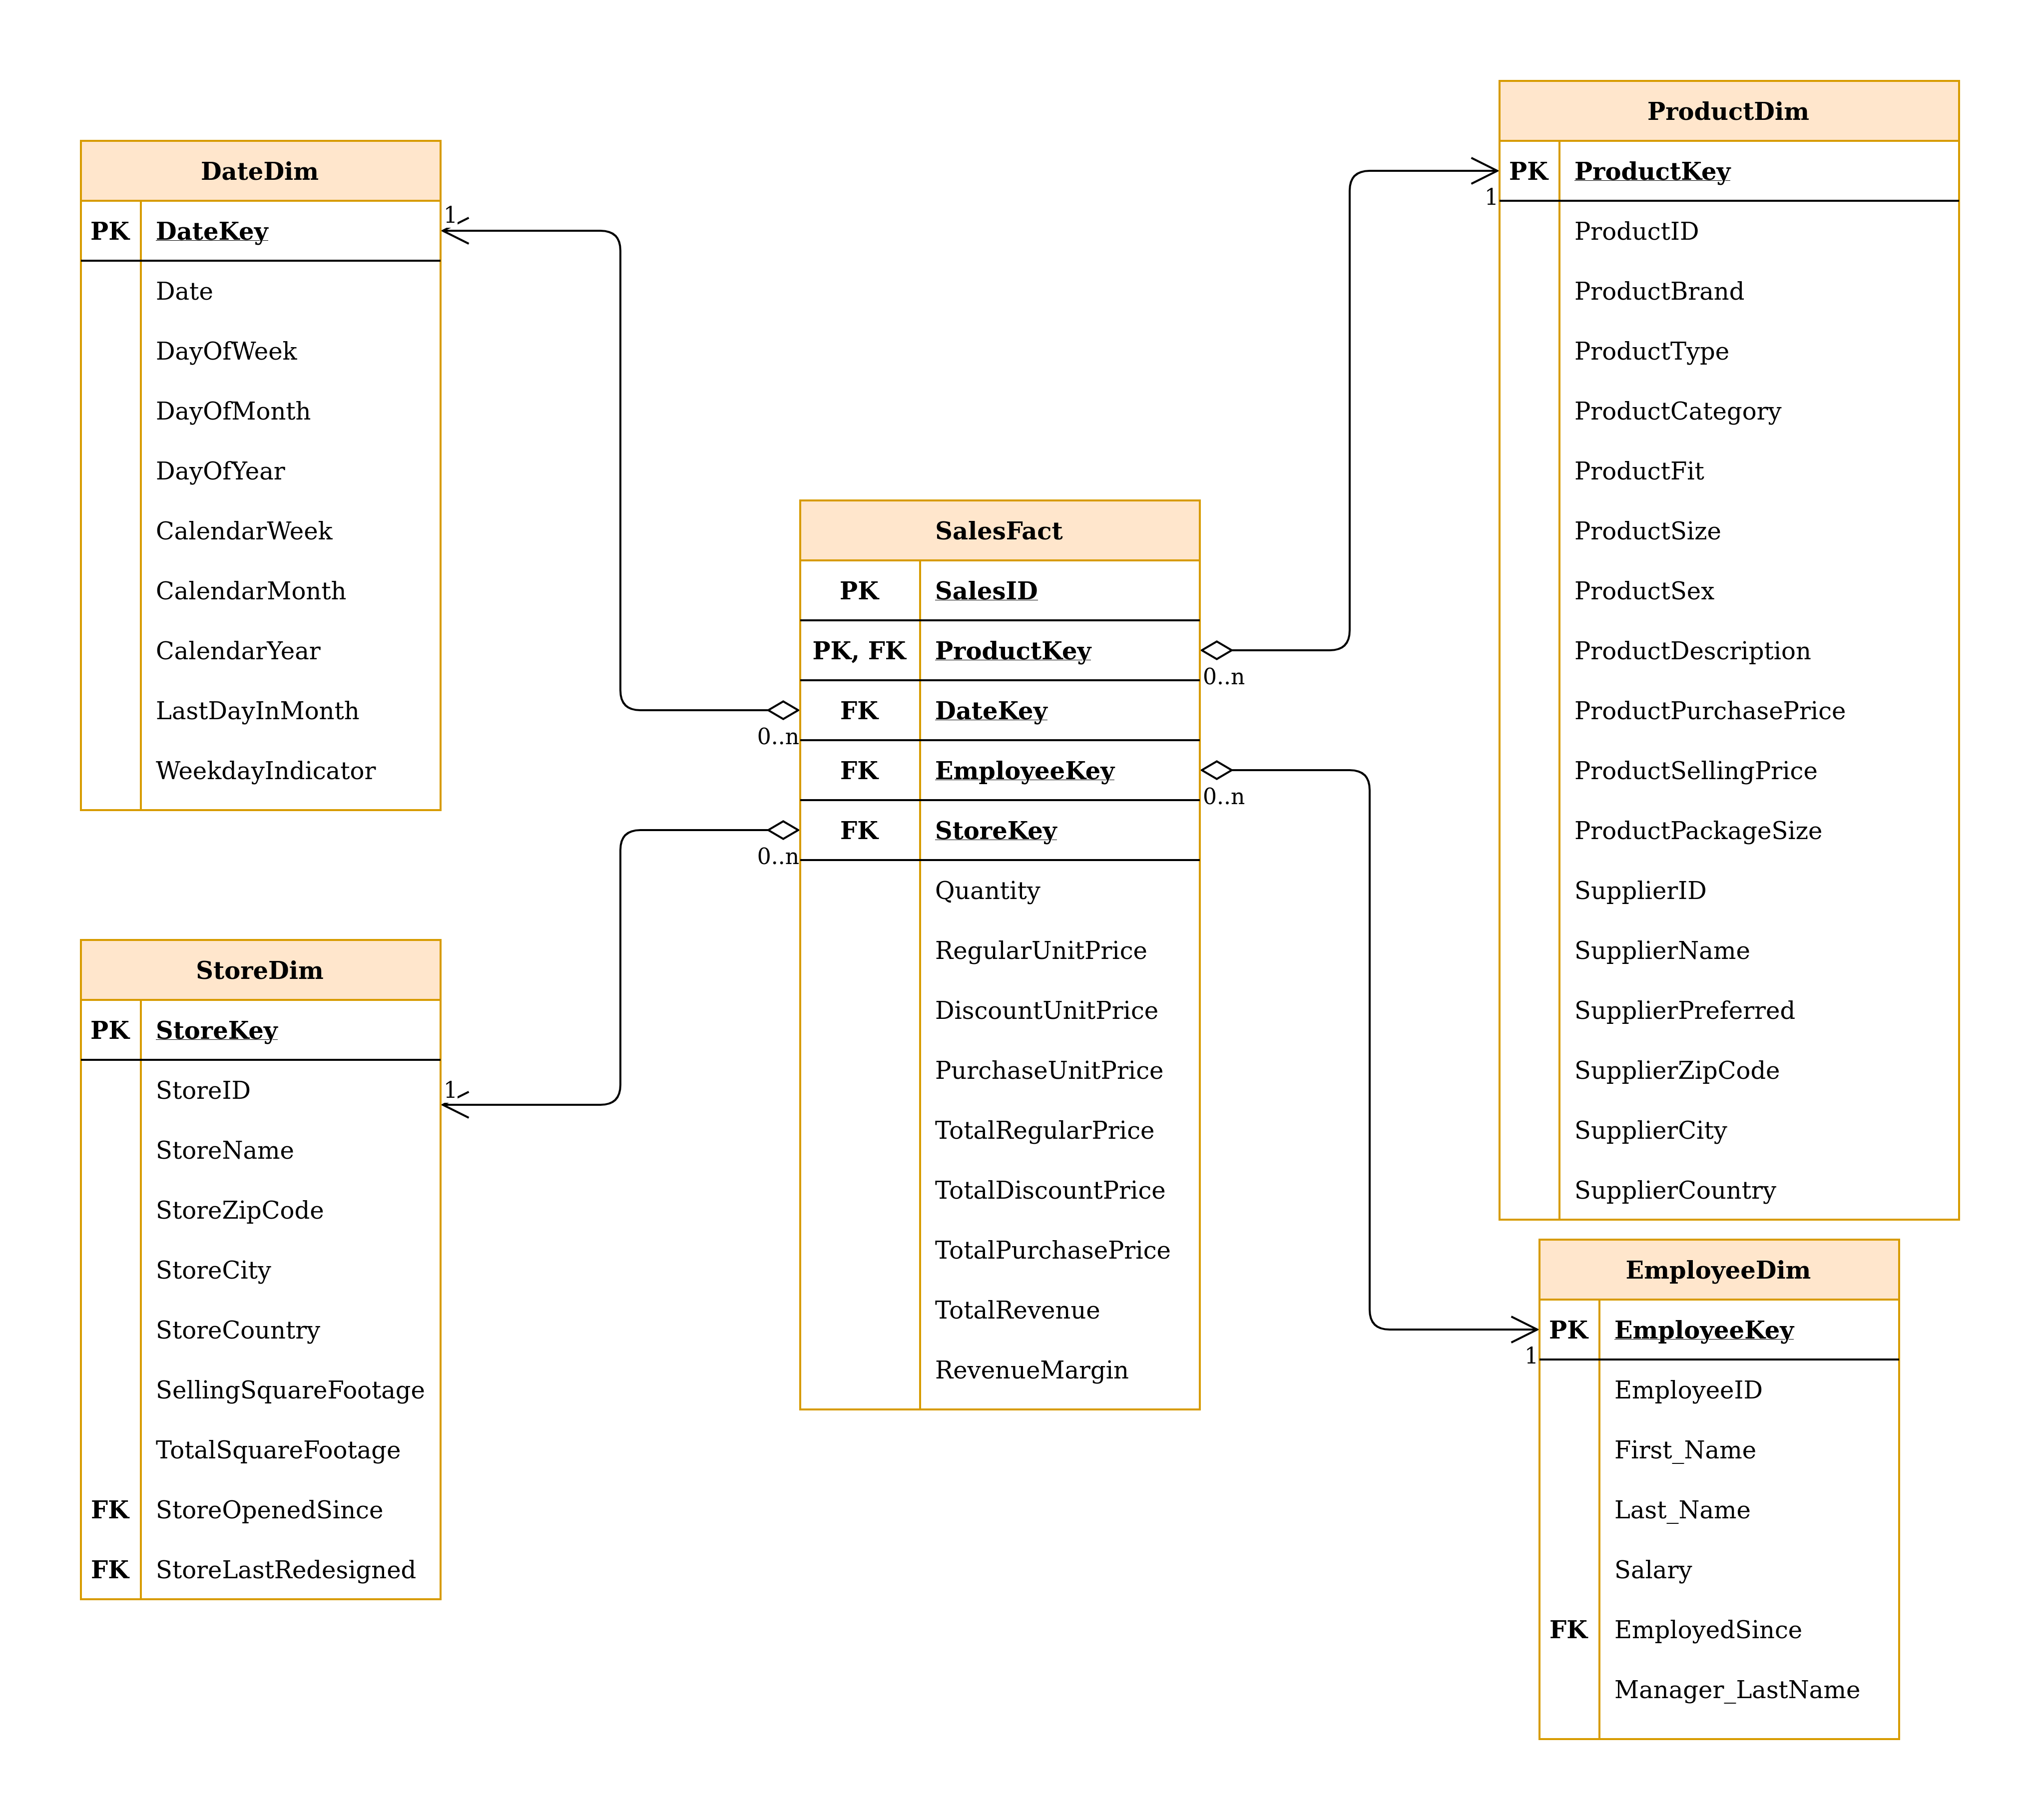 DateDim
PK DateKey
Date
DayOfWeek
DayOfMonth
DayOfYear
CalendarWeek
CalendarMonth
CalendarYear
LastDayInMonth
WeekdayIndicator
1
0..n
StoreDim
PK StoreKey
StoreID
StoreName
StoreZipCode
StoreCity
StoreCountry
SellingSquareFootage
TotalSquareFootage
FK StoreOpenedSince
FK StoreLastRedesigned
1
0..n
SalesFact
PK SalesID
PK, FK ProductKey
FK DateKey
FK EmployeeKey
FK StoreKey
Quantity
RegularUnitPrice
DiscountUnitPrice
PurchaseUnitPrice
TotalRegularPrice
TotalDiscountPrice
TotalPurchasePrice
TotalRevenue
RevenueMargin
0..n
1
ProductDim
PK ProductKey
ProductID
ProductBrand
ProductType
ProductCategory
ProductFit
ProductSize
ProductSex
ProductDescription
ProductPurchasePrice
ProductSellingPrice
ProductPackageSize
SupplierID
SupplierName
SupplierPreferred
SupplierZipCode
SupplierCity
SupplierCountry
0..n
1
EmployeeDim
PK EmployeeKey
EmployeeID
First_Name
Last_Name
Salary
FK EmployedSince
Manager_LastName